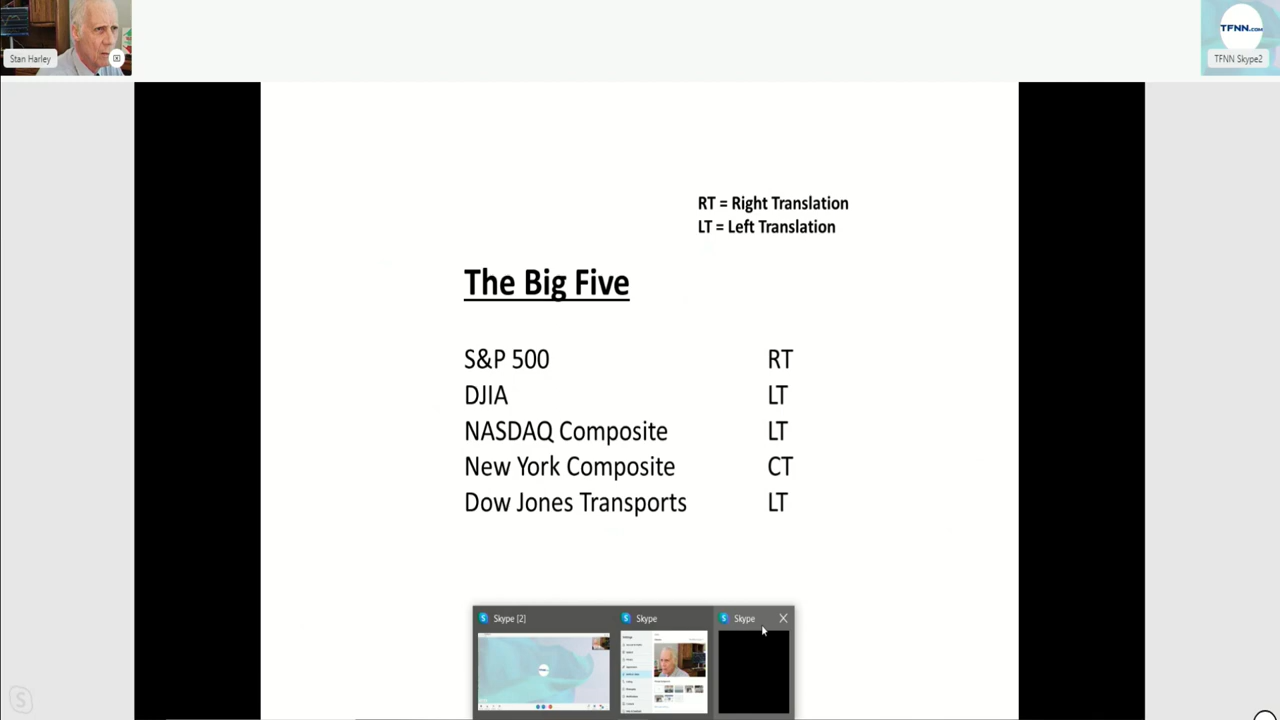 Stan Harley
TFNN.COM
TFNN Skype2
RT = Right Translation
LT = Left Translation
The Big Five
S&P 500 RT
DJIA LT
NASDAQ Composite LT
New York Composite CT
Dow Jones Transports LT
Skype [2]
Skype
Skype